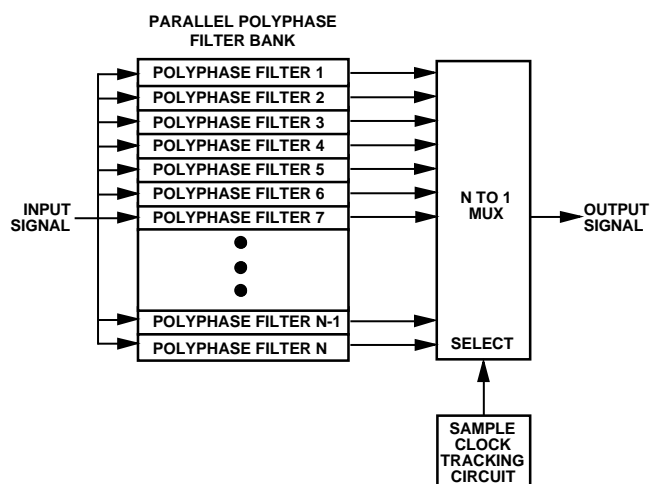 PARALLEL POLYPHASE
FILTER BANK
POLYPHASE FILTER 1
POLYPHASE FILTER 2
POLYPHASE FILTER 3
POLYPHASE FILTER 4
POLYPHASE FILTER 5
POLYPHASE FILTER 6
POLYPHASE FILTER 7
POLYPHASE FILTER N-1
POLYPHASE FILTER N
INPUT
SIGNAL
N TO 1
MUX
SELECT
OUTPUT
SIGNAL
SAMPLE
CLOCK
TRACKING
CIRCUIT